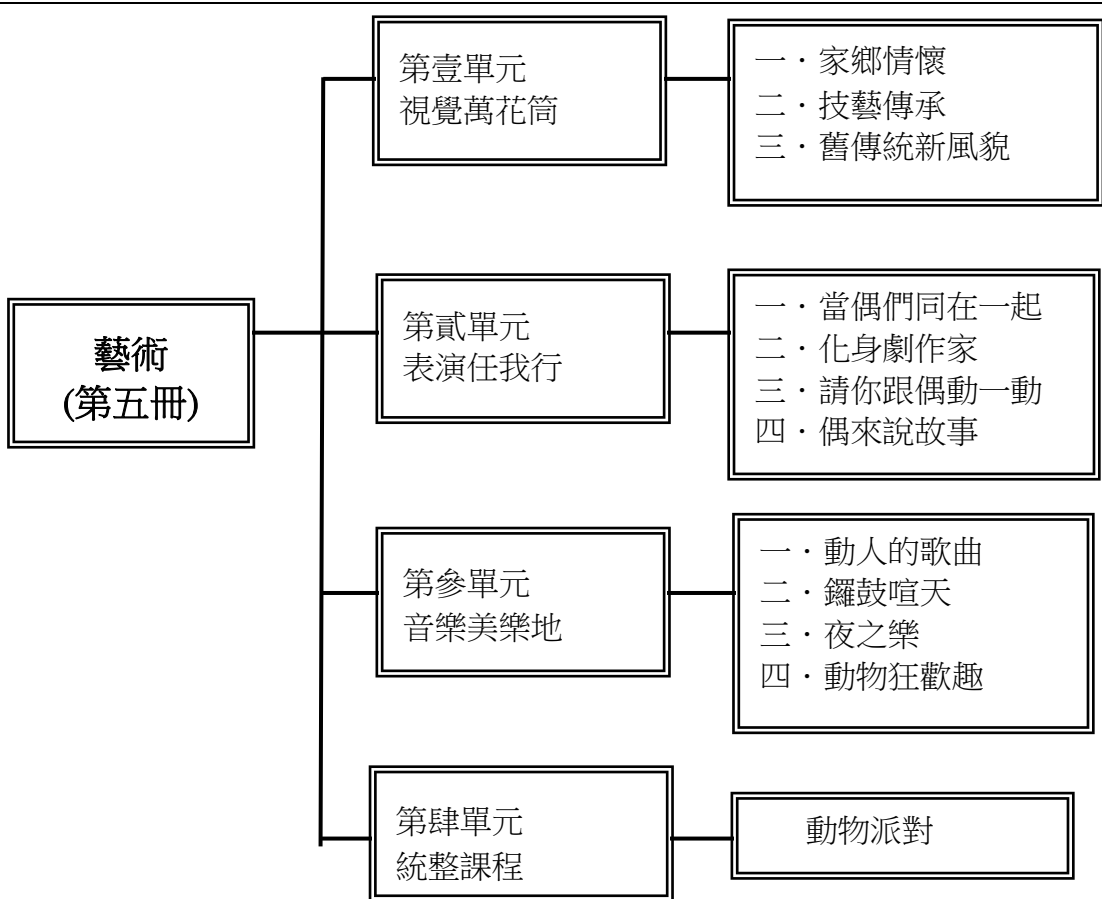 藝術
(第五冊)
第壹單元
視覺萬花筒
一．家鄉情懷
二．技藝傳承
三．舊傳統新風貌
第貳單元
表演任我行
一．當偶們同在一起
二．化身劇作家
三．請你跟偶動一動
四．偶來說故事
第參單元
音樂美樂地
一．動人的歌曲
二．鑼鼓喧天
三．夜之樂
四．動物狂歡趣
第肆單元
統整課程
動物派對